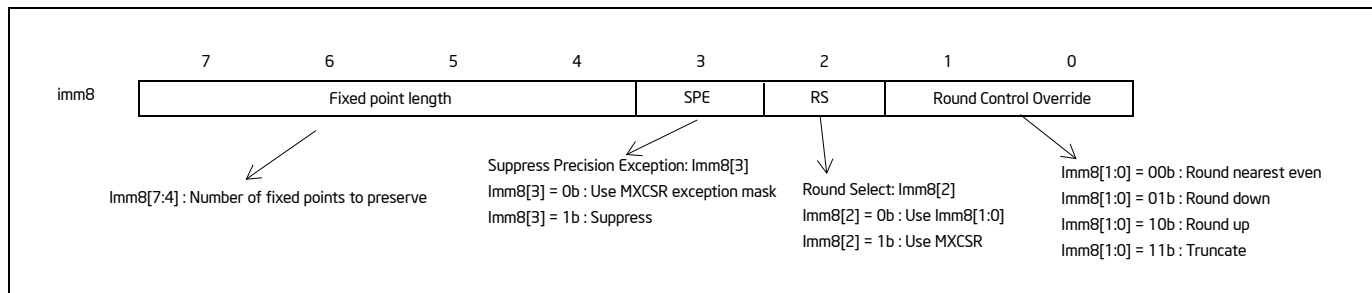 7 6 5 4 3 2 1 0
imm8 Fixed point length SPE RS Round Control Override
Imm8[7:4] : Number of fixed points to preserve
Suppress Precision Exception: Imm8[3]
Imm8[3] = 0b : Use MXCSR exception mask
Imm8[3] = 1b : Suppress
Round Select: Imm8[2]
Imm8[2] = 0b : Use Imm8[1:0]
Imm8[2] = 1b : Use MXCSR
Imm8[1:0] = 00b : Round nearest even
Imm8[1:0] = 01b : Round down
Imm8[1:0] = 10b : Round up
Imm8[1:0] = 11b : Truncate